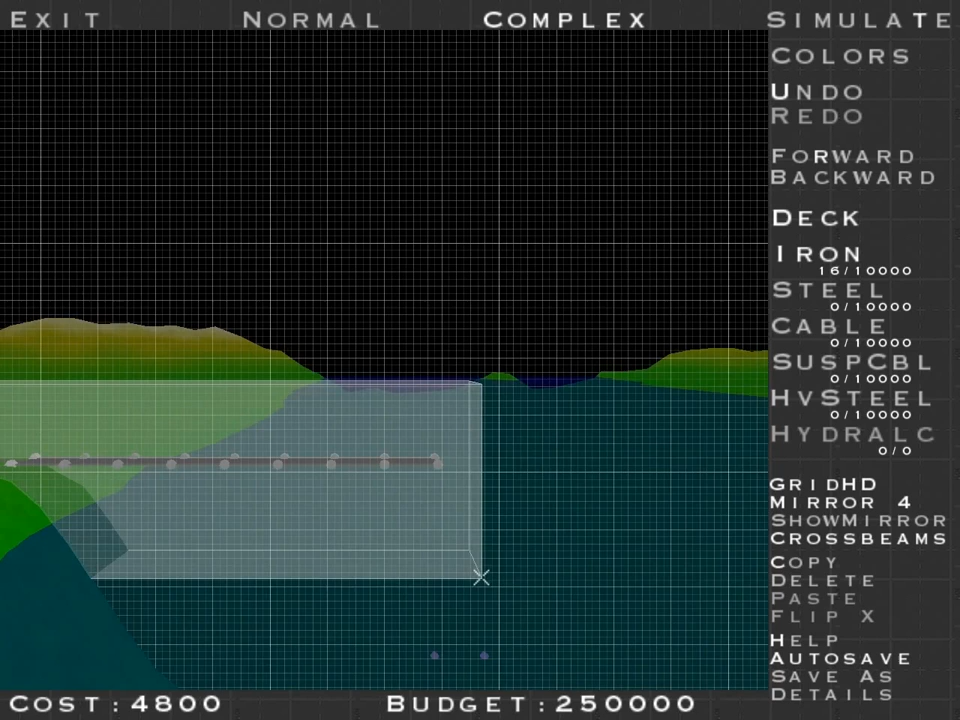 EXIT NORMAL COMPLEX SIMULATE
COLORS
UNDO
REDO
FORWARD
BACKWARD
DECK
IRON
16/10000
STEEL
0/10000
CABLE
0/10000
SUSPCBL
0/10000
HVSTEEL
0/10000
HYDRALC
0/0
GRIDHD
MIRROR 4
SHOWMIRROR
CROSSBEAMS
COPY
DELETE
PASTE
FLIP X
HELP
AUTOSAVE
SAVE AS
DETAILS
COST:4800 BUDGET:250000